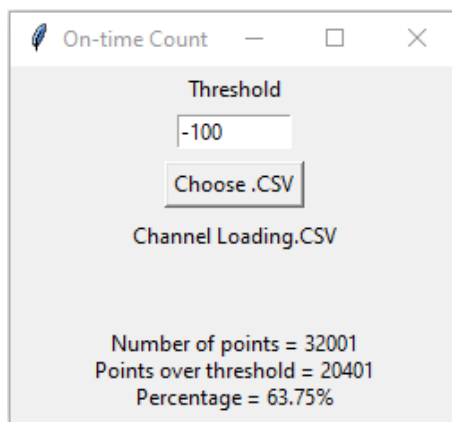 On-time Count
Threshold
-100
Choose .CSV
Channel Loading.CSV
Number of points = 32001
Points over threshold = 20401
Percentage = 63.75%